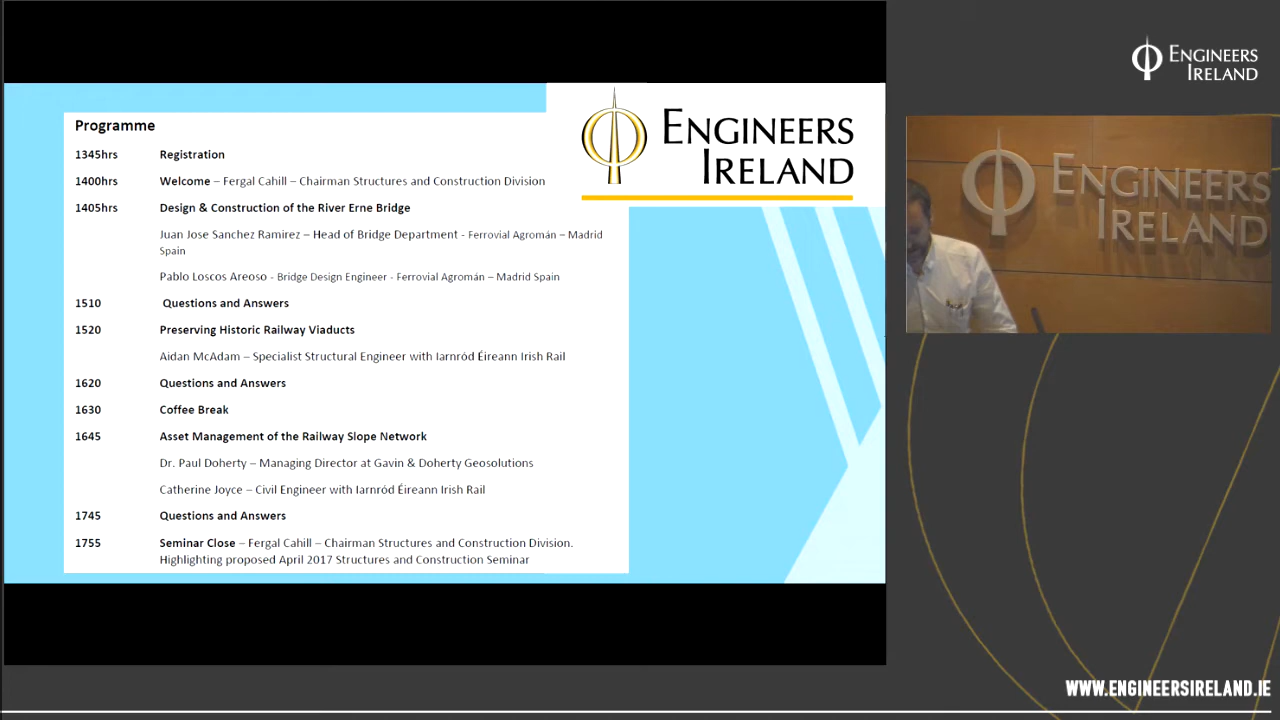 Programme
1345hrs Registration
1400hrs Welcome – Fergal Cahill – Chairman Structures and Construction Division
1405hrs Design & Construction of the River Erne Bridge
Juan Jose Sanchez Ramirez – Head of Bridge Department - Ferrovial Agromán – Madrid
Spain
Pablo Loscos Areoso - Bridge Design Engineer - Ferrovial Agromán – Madrid Spain
1510 Questions and Answers
1520 Preserving Historic Railway Viaducts
Aidan McAdam – Specialist Structural Engineer with Iarnród Éireann Irish Rail
1620 Questions and Answers
1630 Coffee Break
1645 Asset Management of the Railway Slope Network
Dr. Paul Doherty – Managing Director at Gavin & Doherty Geosolutions
Catherine Joyce – Civil Engineer with Iarnród Éireann Irish Rail
1745 Questions and Answers
1755 Seminar Close – Fergal Cahill – Chairman Structures and Construction Division.
Highlighting proposed April 2017 Structures and Construction Seminar
ENGINEERS
IRELAND
ENGINEERS
IRELAND
ENGINEERS
IRELAND
WWW.ENGINEERSIRELAND.IE